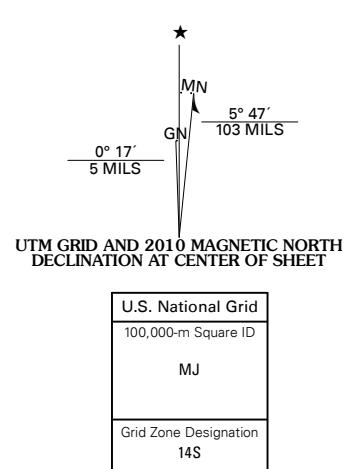 ★
MN
5° 47´
GN
103 MILS
0° 17´
5 MILS
UTM GRID AND 2010 MAGNETIC NORTH
DECLINATION AT CENTER OF SHEET
U.S. National Grid
100,000-m Square ID
MJ
Grid Zone Designation
14S